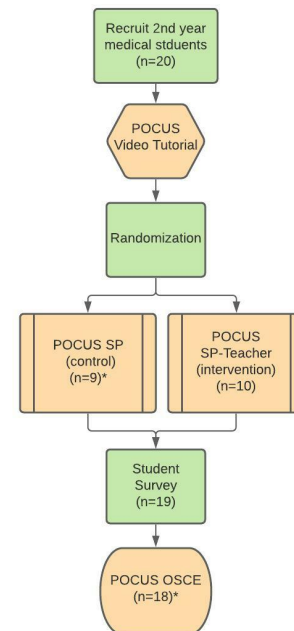 Recruit 2nd year
medical stduents
(n=20)
POCUS
Video Tutorial
Randomization
POCUS SP
(control)
(n=9)*
POCUS
SP-Teacher
(intervention)
(n=10)
Student
Survey
(n=19)
POCUS OSCE
(n=18)*